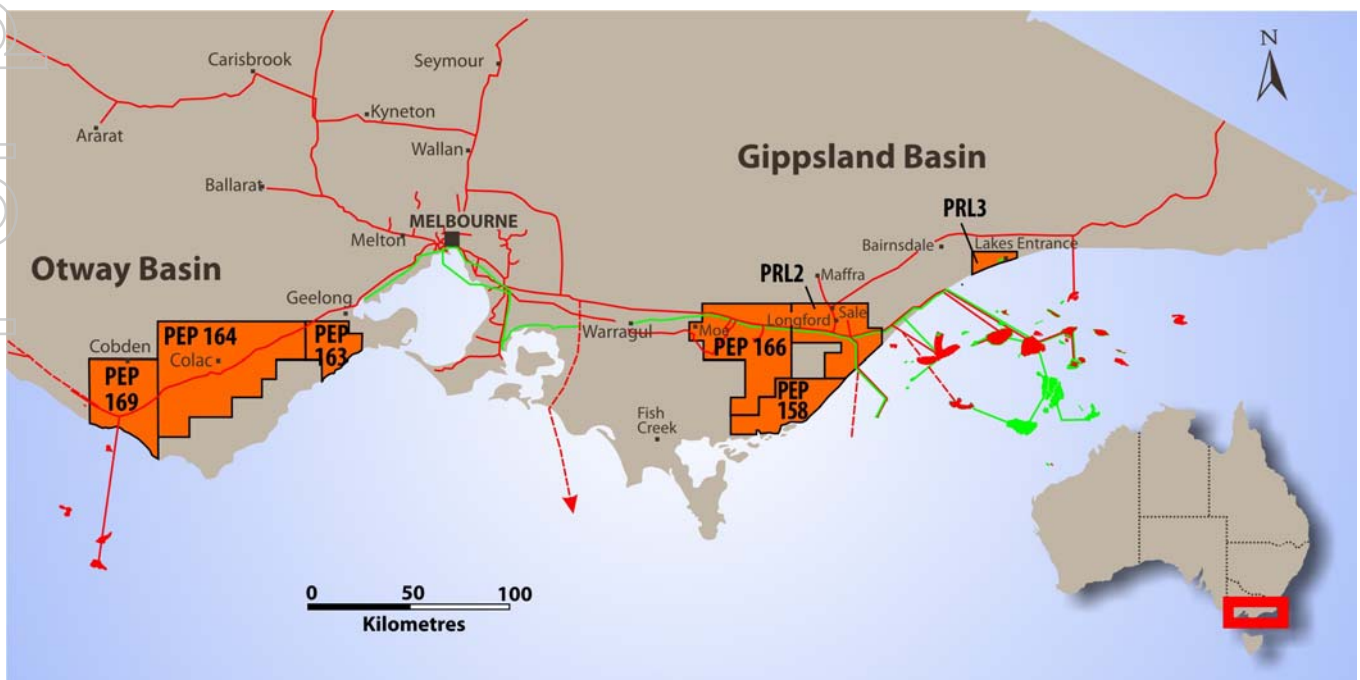 Carisbrook
Seymour
N
Kyneton
Ararat
Wallan
Gippsland Basin
Ballarat
PRL3
MELBOURNE
Melton
Bairnsdale
Lakes Entrance
Otway Basin
PRL2
Maffra
Geelong
Longford
Sale
Warragul
Moe
PEP 164
PEP
163
PEP 166
Cobden
Colac
PEP
169
PEP
158
Fish
Creek
0 50 100
Kilometres